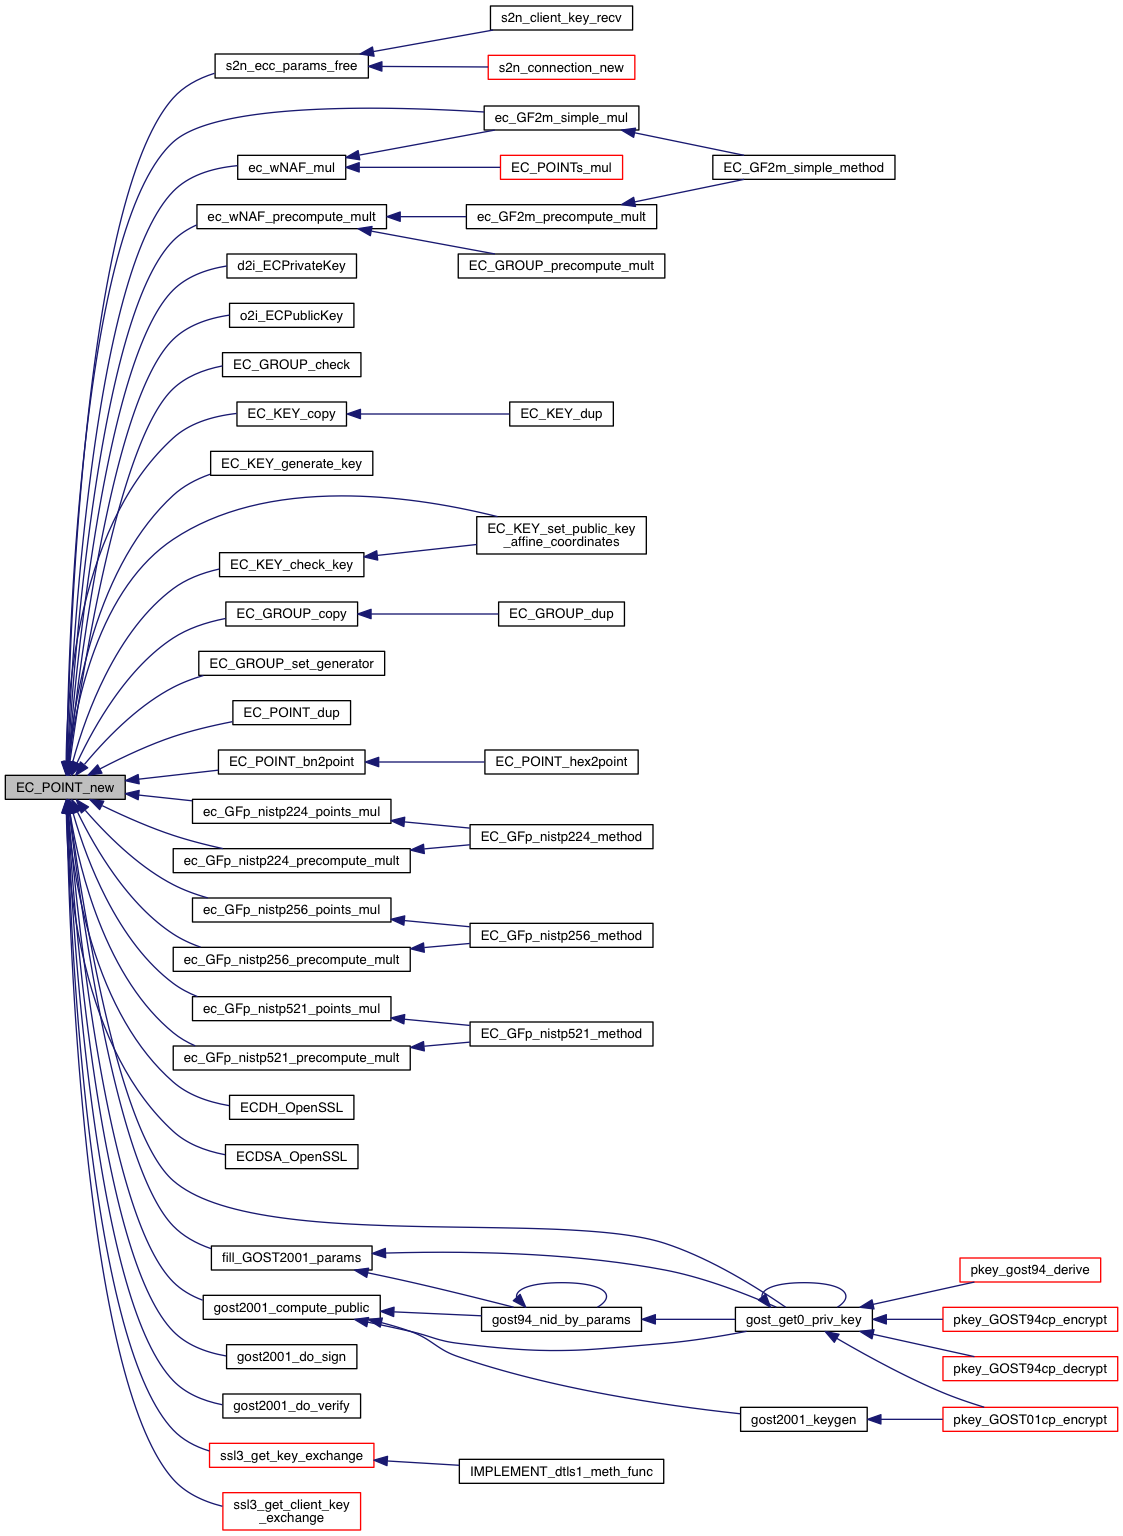 s2n_client_key_recv
s2n_ecc_params_free
s2n_connection_new
ec_GF2m_simple_mul
ec_wNAF_mul
EC_POINTs_mul
EC_GF2m_simple_method
ec_wNAF_precompute_mult
ec_GF2m_precompute_mult
d2i_ECPrivateKey
EC_GROUP_precompute_mult
o2i_ECPublicKey
EC_GROUP_check
EC_KEY_copy
EC_KEY_dup
EC_KEY_generate_key
EC_KEY_set_public_key
_affine_coordinates
EC_KEY_check_key
EC_GROUP_copy
EC_GROUP_dup
EC_GROUP_set_generator
EC_POINT_dup
EC_POINT_bn2point
EC_POINT_hex2point
EC_POINT_new
ec_GFp_nistp224_points_mul
EC_GFp_nistp224_method
ec_GFp_nistp224_precompute_mult
ec_GFp_nistp256_points_mul
EC_GFp_nistp256_method
ec_GFp_nistp256_precompute_mult
ec_GFp_nistp521_points_mul
EC_GFp_nistp521_method
ec_GFp_nistp521_precompute_mult
ECDH_OpenSSL
ECDSA_OpenSSL
fill_GOST2001_params
pkey_gost94_derive
gost2001_compute_public
gost94_nid_by_params
gost_get0_priv_key
pkey_GOST94cp_encrypt
gost2001_do_sign
pkey_GOST94cp_decrypt
gost2001_do_verify
gost2001_keygen
pkey_GOST01cp_encrypt
ssl3_get_key_exchange
IMPLEMENT_dtls1_meth_func
ssl3_get_client_key
_exchange